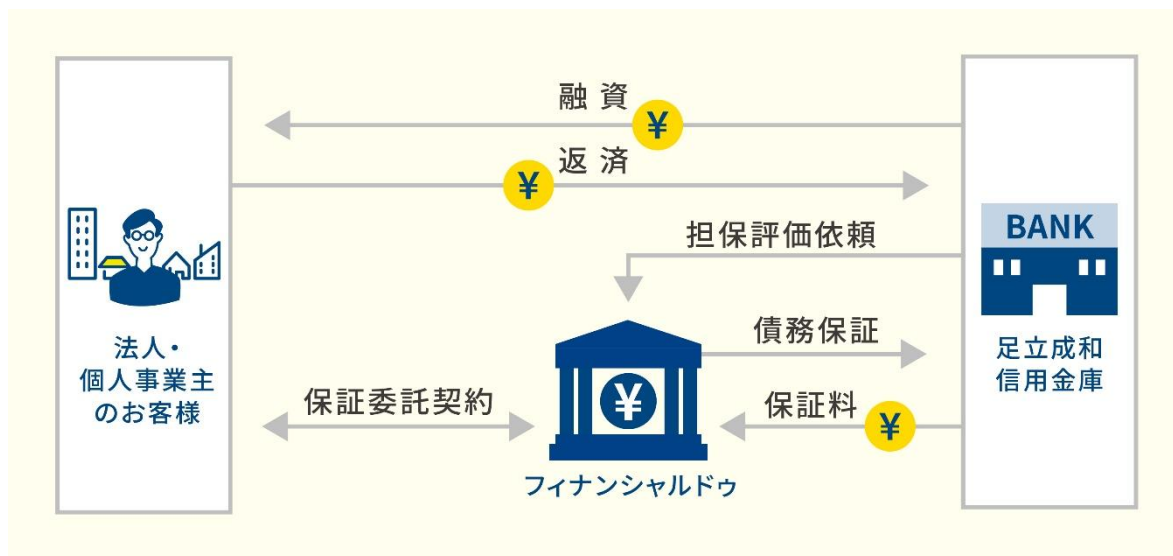 融資
¥
返済
¥
担保評価依頼
BANK
債務保証
足立成和
信用金庫
法人・
個人事業主
のお客様
保証委託契約
¥
保証料
¥
フィナンシャルドゥ